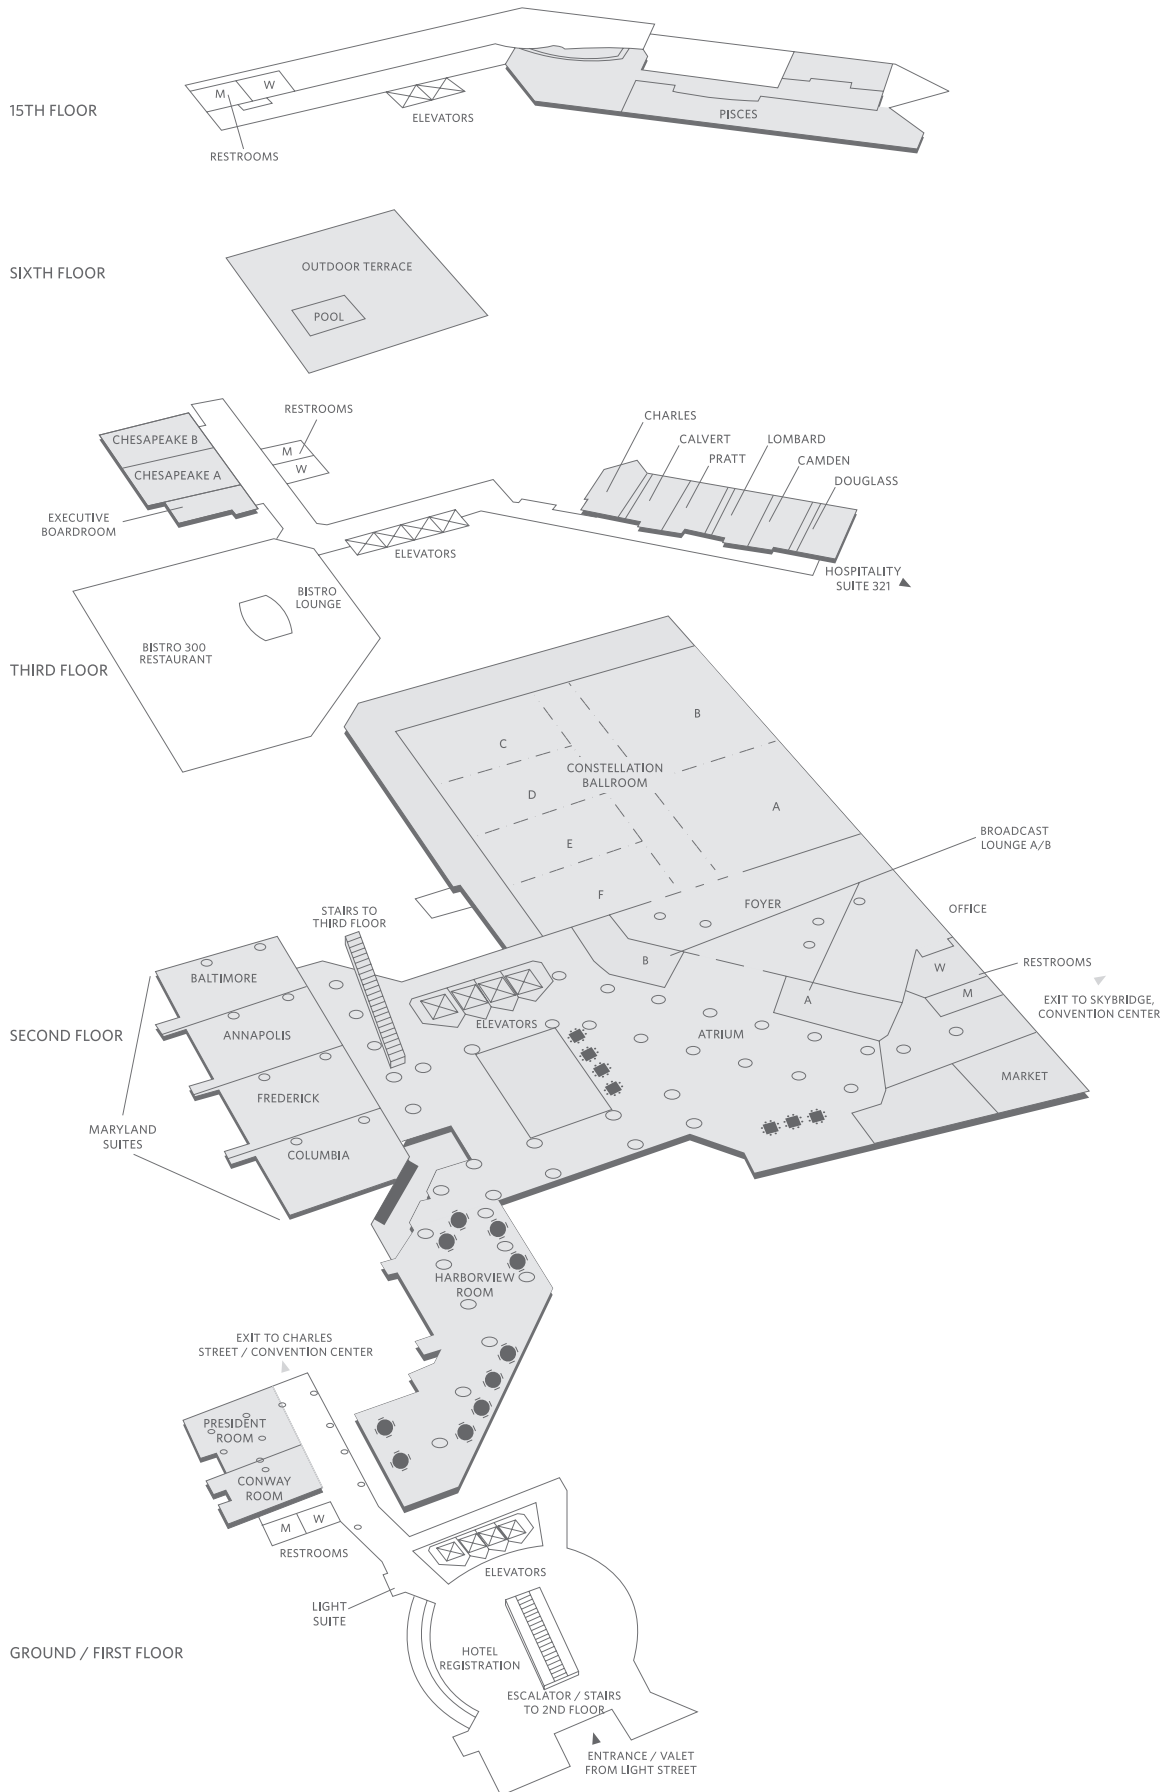 15TH FLOOR
M
W
ELEVATORS
RESTROOMS
PISCES
SIXTH FLOOR
OUTDOOR TERRACE
POOL
RESTROOMS
M
W
CHESAPEAKE B
CHESAPEAKE A
EXECUTIVE
BOARDROOM
ELEVATORS
CHARLES
CALVERT
PRATT
LOMBARD
CAMDEN
DOUGLASS
HOSPITALITY
SUITE 321
BISTRO
LOUNGE
BISTRO 300
RESTAURANT
THIRD FLOOR
B
C
CONSTELLATION
BALLROOM
D
A
E
F
BROADCAST
LOUNGE A/B
FOYER
OFFICE
STAIRS TO
THIRD FLOOR
B
W
RESTROOMS
A
M
EXIT TO SKYBRIDGE,
CONVENTION CENTER
BALTIMORE
ANNAPOLIS
ELEVATORS
ATRIUM
SECOND FLOOR
MARKET
FREDERICK
MARYLAND
SUITES
COLUMBIA
HARBORVIEW
ROOM
EXIT TO CHARLES
STREET / CONVENTION CENTER
PRESIDENT
ROOM
CONWAY
ROOM
M
W
RESTROOMS
ELEVATORS
LIGHT
SUITE
GROUND / FIRST FLOOR
HOTEL
REGISTRATION
ESCALATOR / STAIRS
TO 2ND FLOOR
ENTRANCE / VALET
FROM LIGHT STREET